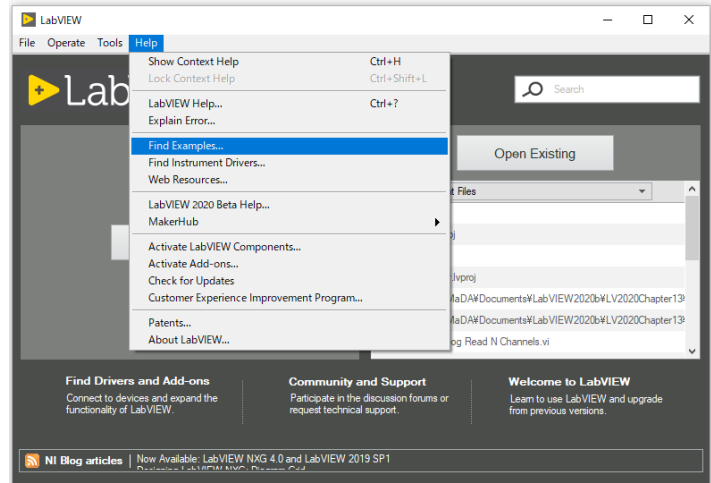 LabVIEW
File Operate Tools Help
Show Context Help Ctrl+H
Lock Context Help Ctrl+Shift+L
LabVIEW Help... Ctrl+?
Explain Error...
Find Examples...
Find Instrument Drivers...
Web Resources...
LabVIEW 2020 Beta Help...
MakerHub
Activate LabVIEW Components...
Activate Add-ons...
Check for Updates
Customer Experience Improvement Program...
Patents...
About LabVIEW...
Lab
Search
Open Existing
t Files
oj
.lvproj
MaDA¥Documents¥LabVIEW2020b¥LV2020Chapter13¥
MaDA¥Documents¥LabVIEW2020b¥LV2020Chapter13¥
og Read N Channels.vi
Find Drivers and Add-ons
Connect to devices and expand the
functionality of LabVIEW.
Community and Support
Participate in the discussion forums or
request technical support.
Welcome to LabVIEW
Learn to use LabVIEW and upgrade
from previous versions.
NI Blog articles | Now Available: LabVIEW NXG 4.0 and LabVIEW 2019 SP1
Designing LabVIEW NXG: Diagram Grid